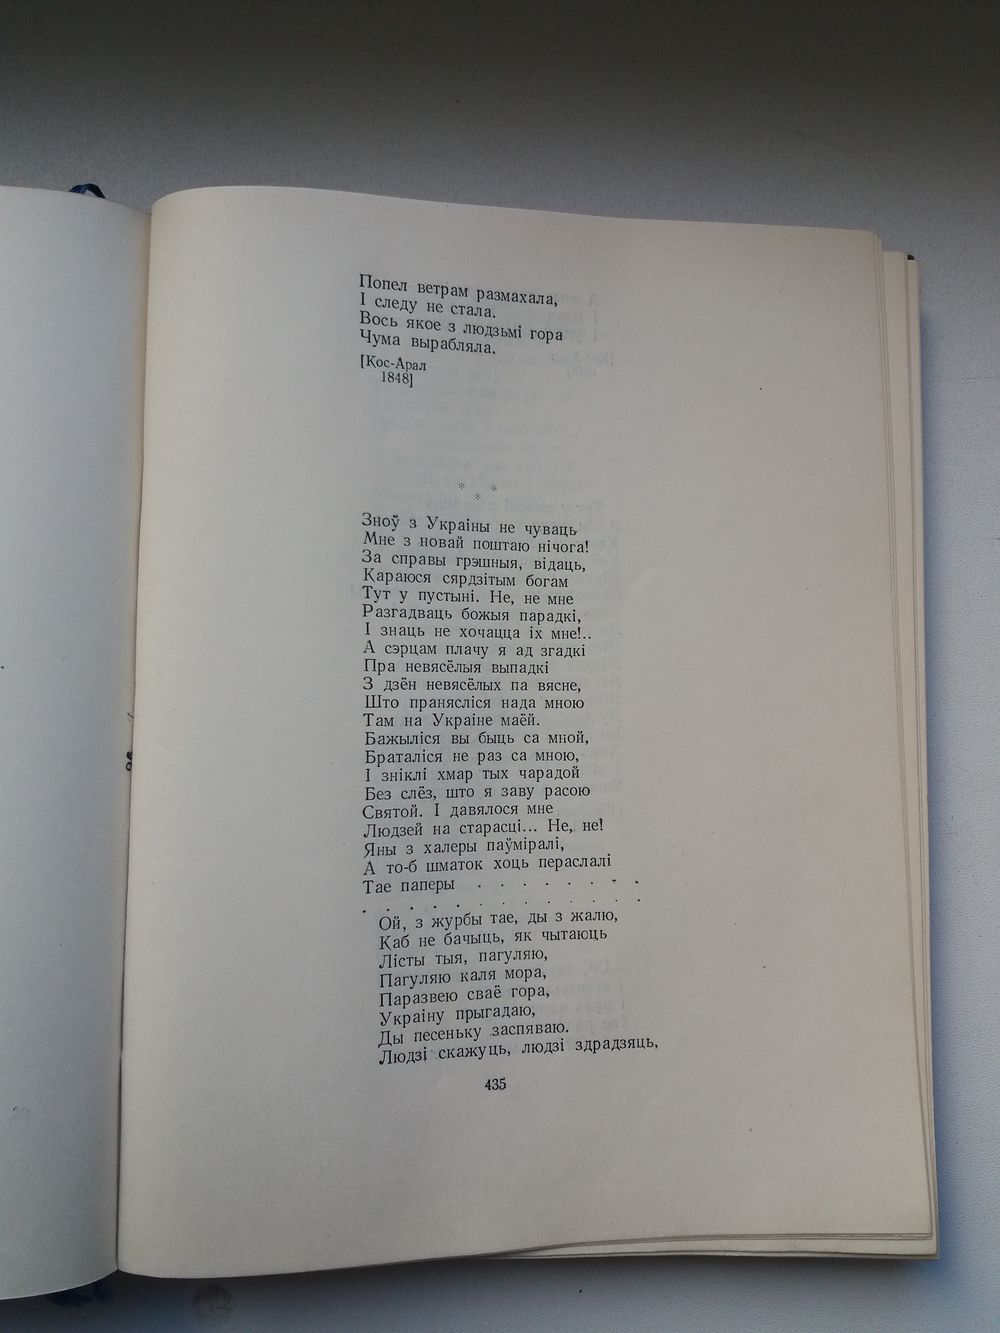 Попел ветрам размахала,
І следу не стала.
Вось якое з людзьмі гора
Чума вырабляла.
[Кос-Арал
1848]
* *
*
Зноў з Украіны не чуваць
Мне з новай поштаю нічога!
За справы грэшныя, відаць,
Караюся сярдзітым богам
Тут у пустыні. Не, не мне
Разгадваць божыя парадкі,
І знаць не хочацца іх мне!..
А сэрцам плачу я ад згадкі
Пра невясёлыя выпадкі
З дзён невясёлых па вясне,
Што пранясліся нада мною
Там на Украіне маёй.
Бажыліся вы быць са мной,
Браталіся не раз са мною,
І зніклі хмар тых чарадой
Без слёз, што я заву расою
Святой. І давялося мне
Людзей на старасці... Не, не!
Яны з халеры паўміралі,
А то-б шматок хоць пераслалі
Тае паперы . . . . . . . .
. . . . . . . . . . . . .
Ой, з журбы тае, ды з жалю,
Каб не бачыць, як чытаюць
Лісты тыя, пагуляю,
Пагуляю каля мора,
Паразвею сваё гора,
Украіну прыгадаю,
Ды песеньку заспяваю.
Людзі скажуць, людзі здрадзяць,
435